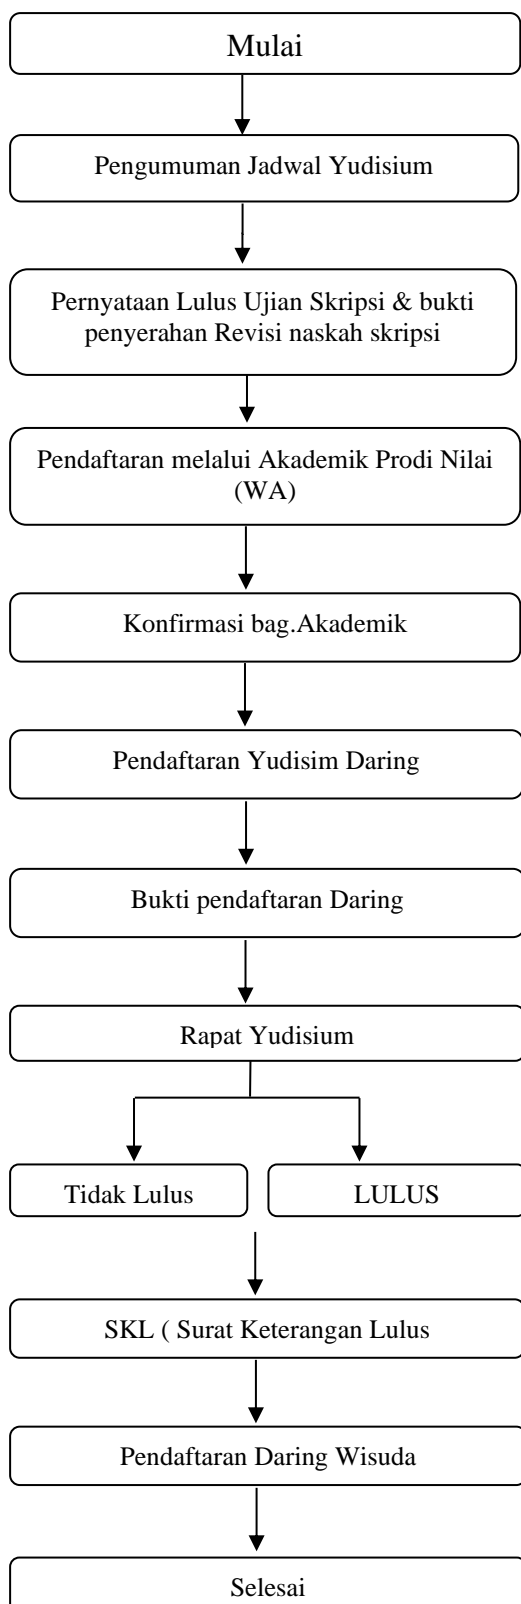 Mulai
Pengumuman Jadwal Yudisium
Pernyataan Lulus Ujian Skripsi & bukti
penyerahan Revisi naskah skripsi
Pendaftaran melalui Akademik Prodi Nilai
(WA)
Konfirmasi bag.Akademik
Pendaftaran Yudisim Daring
Bukti pendaftaran Daring
Rapat Yudisium
Tidak Lulus
LULUS
SKL ( Surat Keterangan Lulus
Pendaftaran Daring Wisuda
Selesai